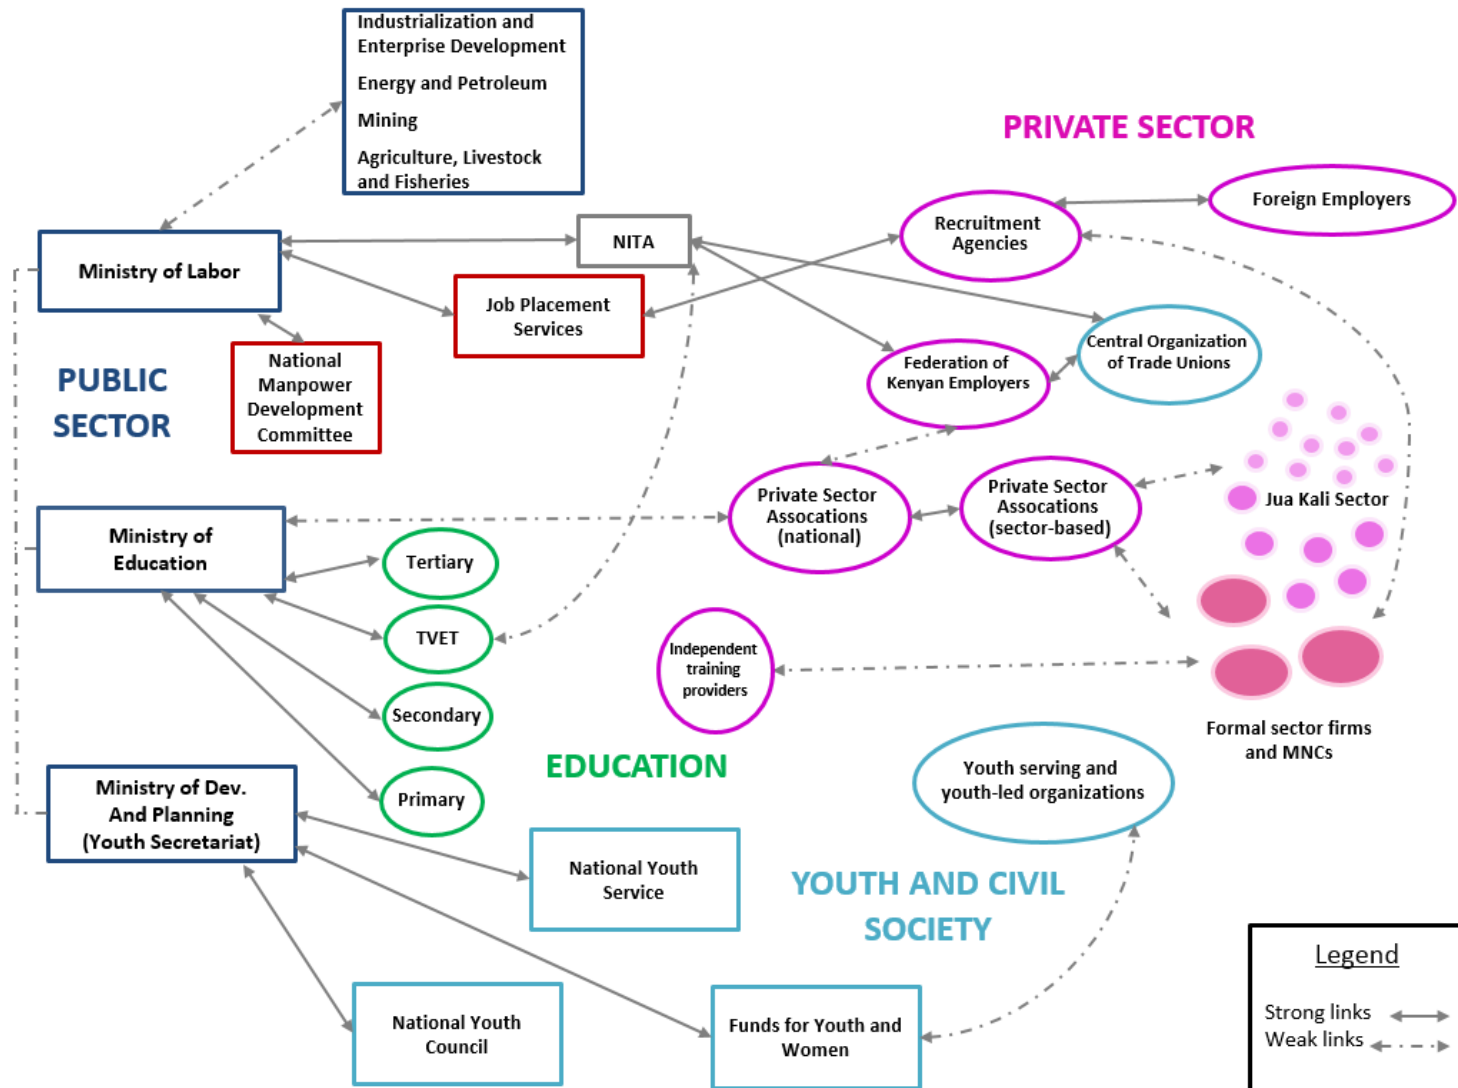 Industrialization and
Enterprise Development
Energy and Petroleum
Mining
Agriculture, Livestock
and Fisheries
PRIVATE SECTOR
Foreign Employers
Recruitment
Agencies
NITA
Ministry of Labor
Job Placement
Services
Central Organization
of Trade Unions
Federation of
Kenyan Employers
National
Manpower
Development
Committee
PUBLIC
SECTOR
Private Sector
Assocations
(national)
Private Sector
Assocations
(sector-based)
Jua Kali Sector
Ministry of
Education
Tertiary
TVET
Independent
training
providers
Secondary
Formal sector firms
and MNCs
EDUCATION
Youth serving and
youth-led organizations
Ministry of Dev.
And Planning
(Youth Secretariat)
Primary
National Youth
Service
YOUTH AND CIVIL
SOCIETY
National Youth
Council
Funds for Youth and
Women
Legend
Strong links
Weak links